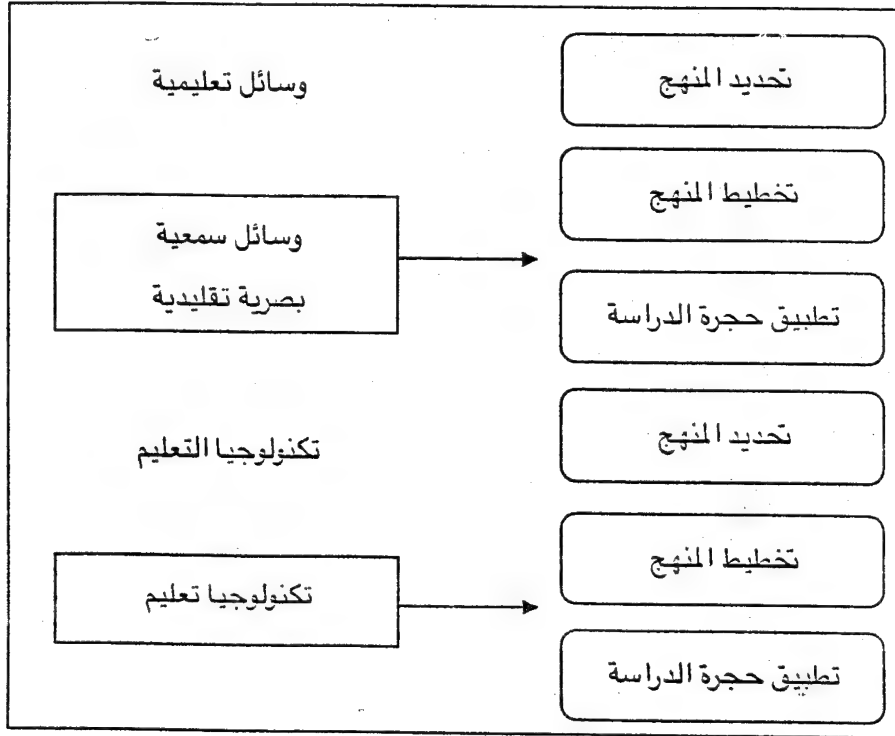 تحديد المنهج
وسائل تعليمية
تخطيط المنهج
وسائل سمعية
بصرية تقليدية
تطبيق حجرة الدراسة
تحديد المنهج
تكنولوجيا التعليم
تخطيط المنهج
تكنولوجيا تعليم
تطبيق حجرة الدراسة